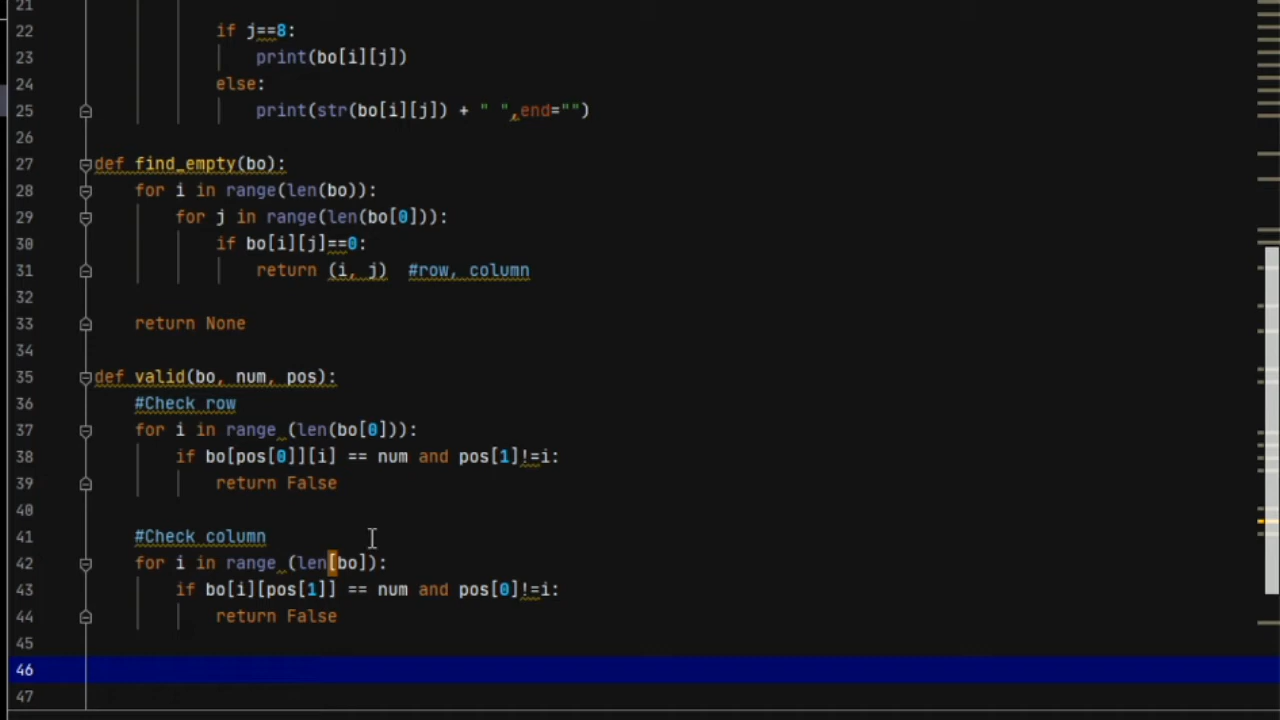 21
22 if j==8:
23 print(bo[i][j])
24 else:
25 print(str(bo[i][j]) + " ",end="")
26
27 def find_empty(bo):
28 for i in range(len(bo)):
29 for j in range(len(bo[0])):
30 if bo[i][j]==0:
31 return (i, j) #row, column
32
33 return None
34
35 def valid(bo, num, pos):
36 #Check row
37 for i in range (len(bo[0])):
38 if bo[pos[0]][i] == num and pos[1]!=i:
39 return False
40
41 #Check column
42 for i in range (len[bo]):
43 if bo[i][pos[1]] == num and pos[0]!=i:
44 return False
45
46
47